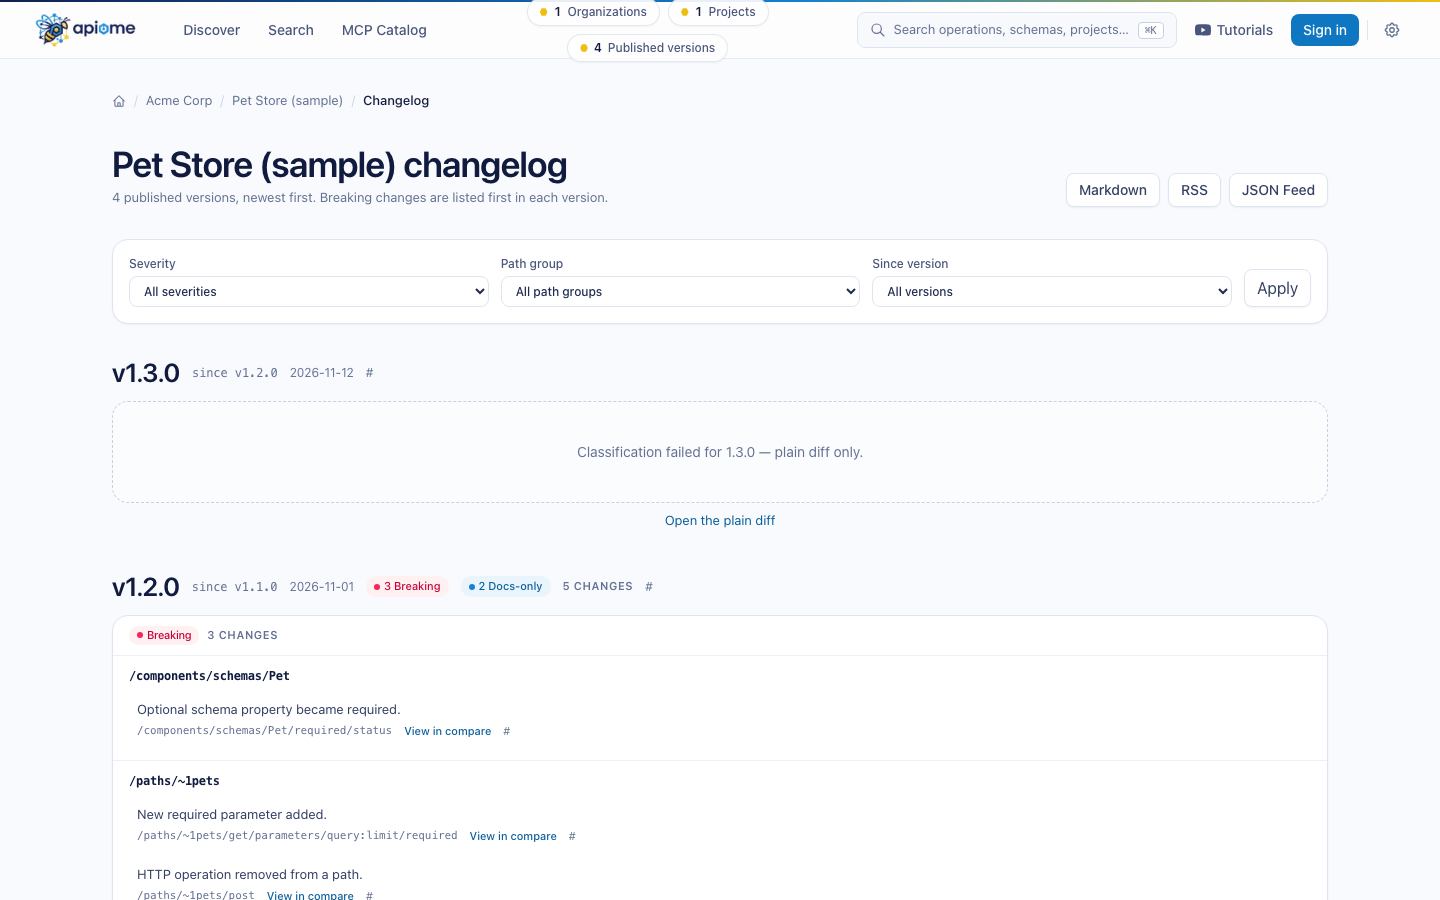 apiome
Discover
Search
MCP Catalog
1 Organizations
1 Projects
4 Published versions
Search operations, schemas, projects...
⌘K
Tutorials
Sign in
/ Acme Corp / Pet Store (sample) / Changelog
Pet Store (sample) changelog
4 published versions, newest first. Breaking changes are listed first in each version.
Markdown
RSS
JSON Feed
Severity
Path group
Since version
All severities
All path groups
All versions
Apply
v1.3.0 since v1.2.0 2026-11-12 #
Classification failed for 1.3.0 — plain diff only.
Open the plain diff
v1.2.0 since v1.1.0 2026-11-01 3 Breaking 2 Docs-only 5 CHANGES #
Breaking 3 CHANGES
/components/schemas/Pet
Optional schema property became required.
/components/schemas/Pet/required/status View in compare #
/paths/~1pets
New required parameter added.
/paths/~1pets/get/parameters/query:limit/required View in compare #
HTTP operation removed from a path.
/paths/~1pets/post View in compare #